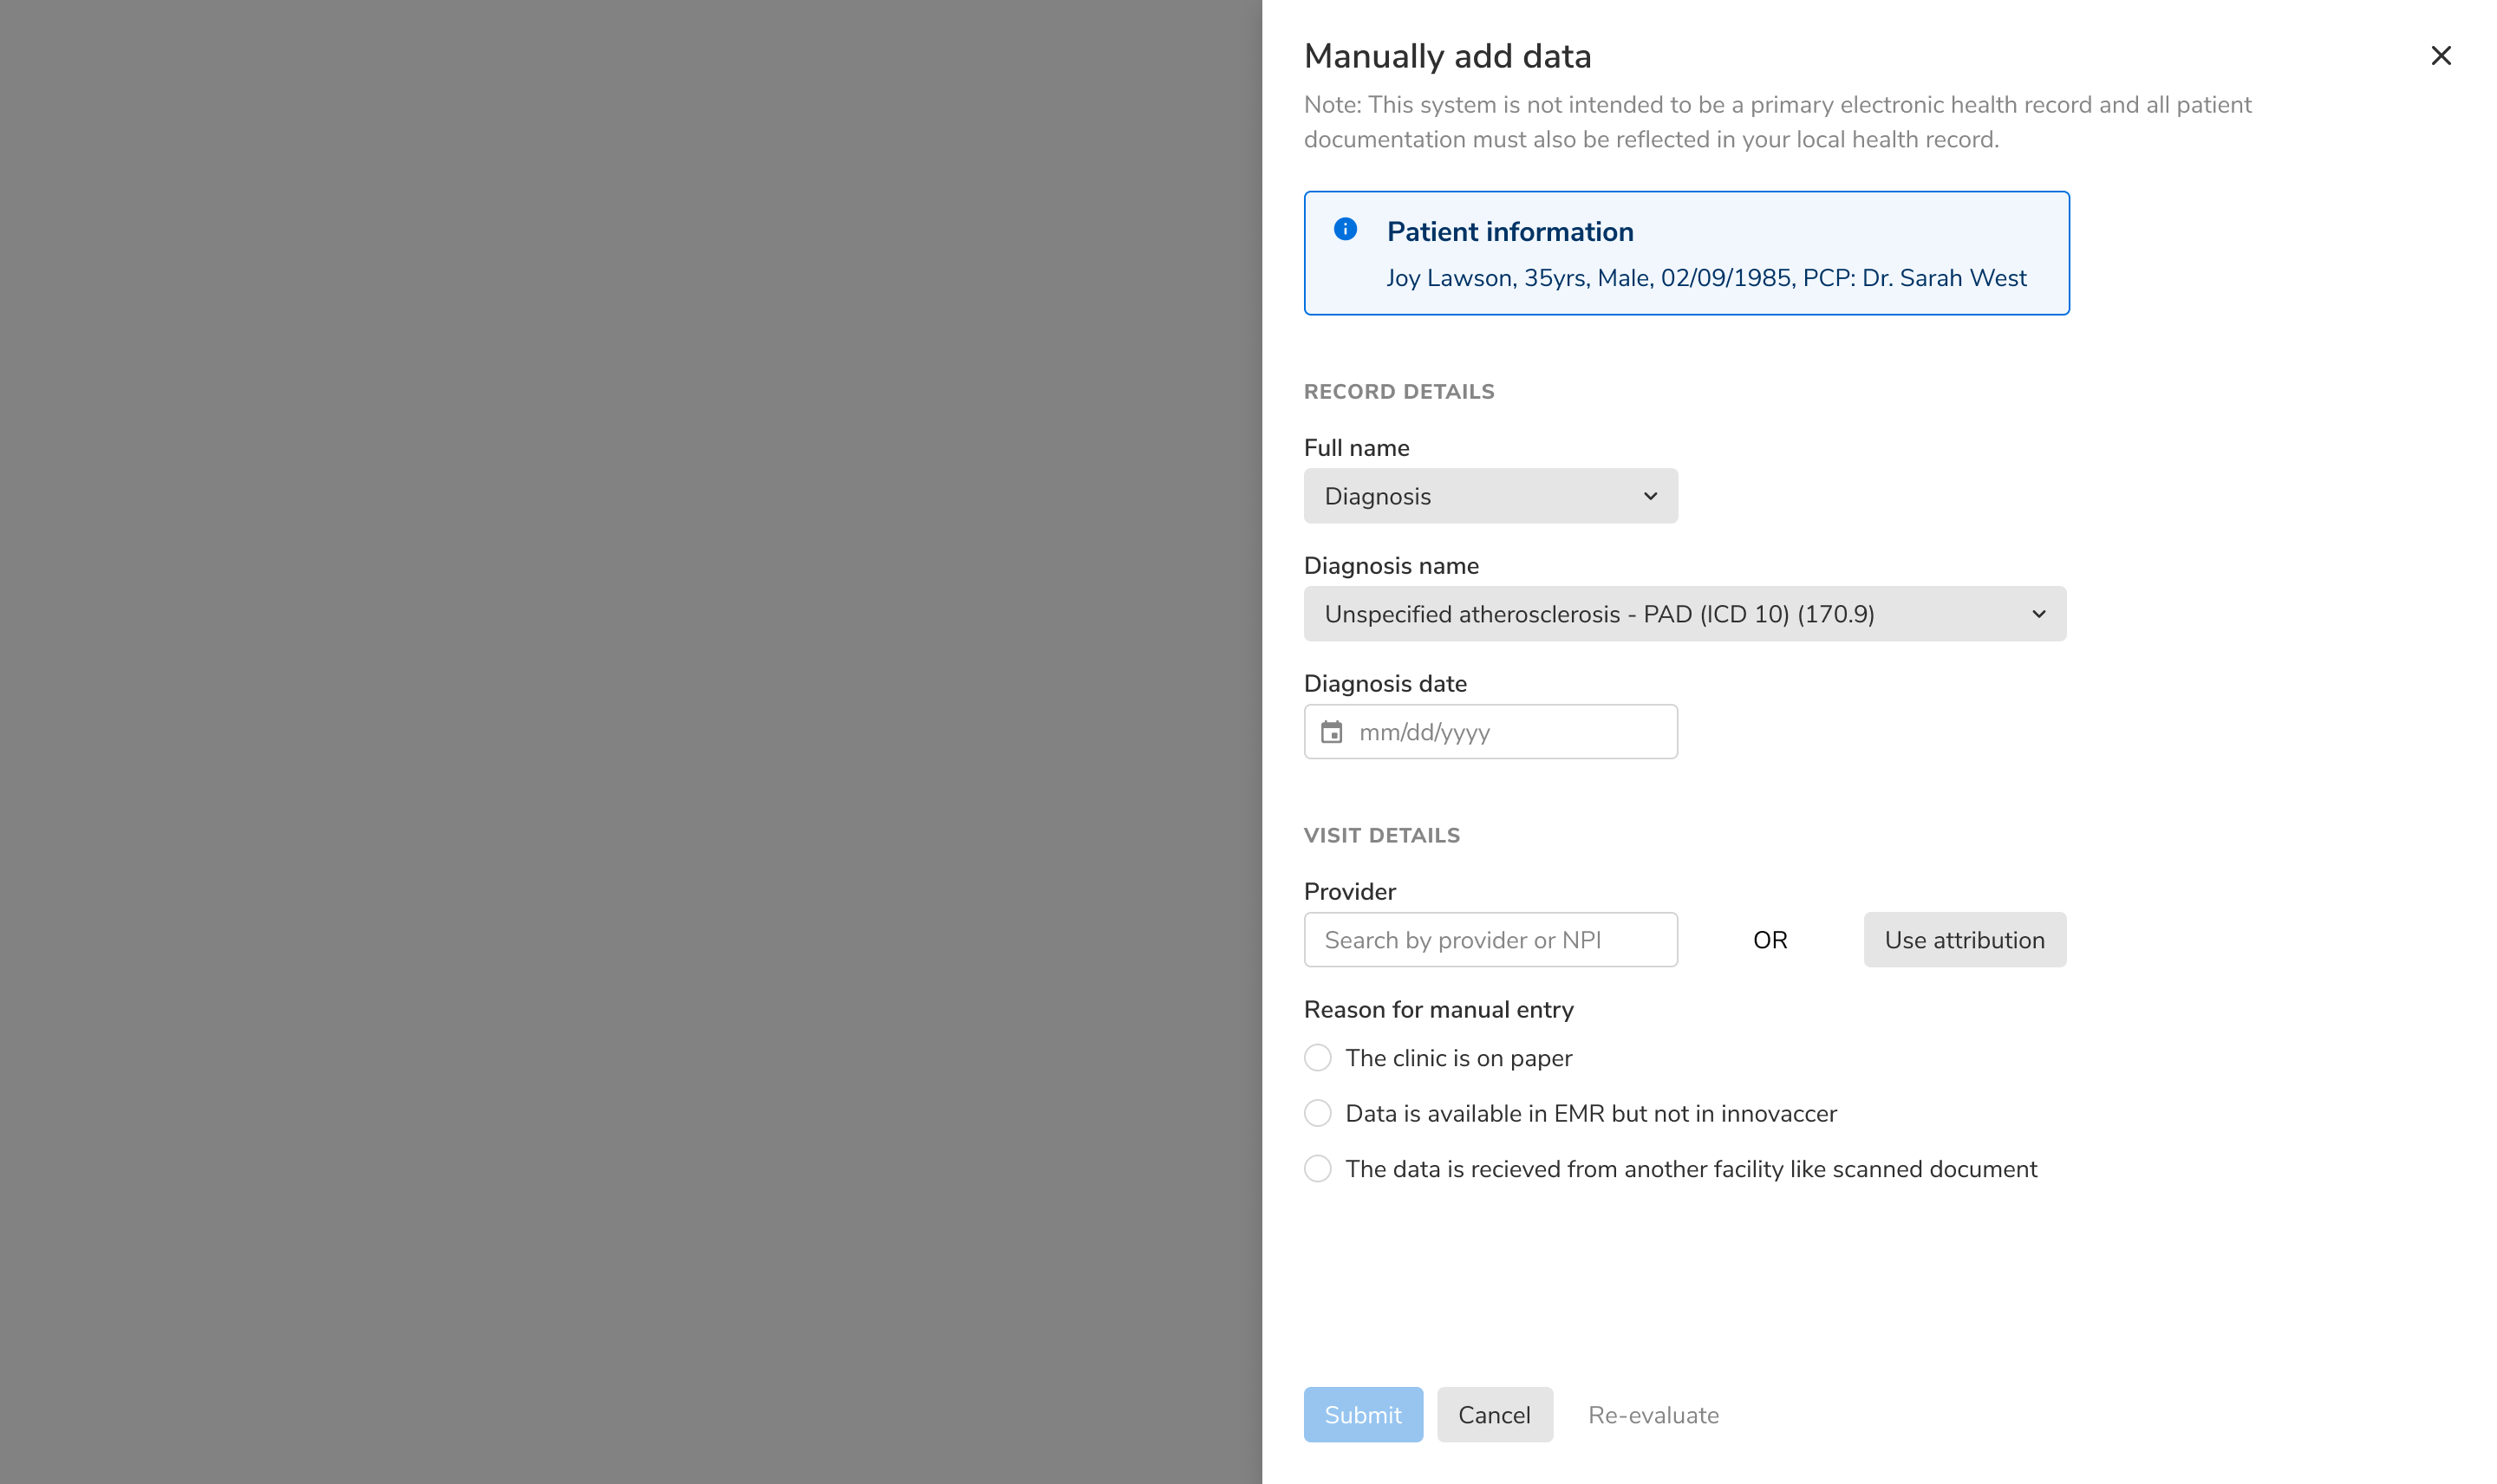 Manually add data
Note: This system is not intended to be a primary electronic health record and all patient
documentation must also be reflected in your local health record.
Patient information
Joy Lawson, 35yrs, Male, 02/09/1985, PCP: Dr. Sarah West
RECORD DETAILS
Full name
Diagnosis
Diagnosis name
Unspecified atherosclerosis - PAD (ICD 10) (170.9)
Diagnosis date
mm/dd/yyyy
VISIT DETAILS
Provider
Search by provider or NPI OR Use attribution
Reason for manual entry
The clinic is on paper
Data is available in EMR but not in innovaccer
The data is recieved from another facility like scanned document
Submit Cancel Re-evaluate